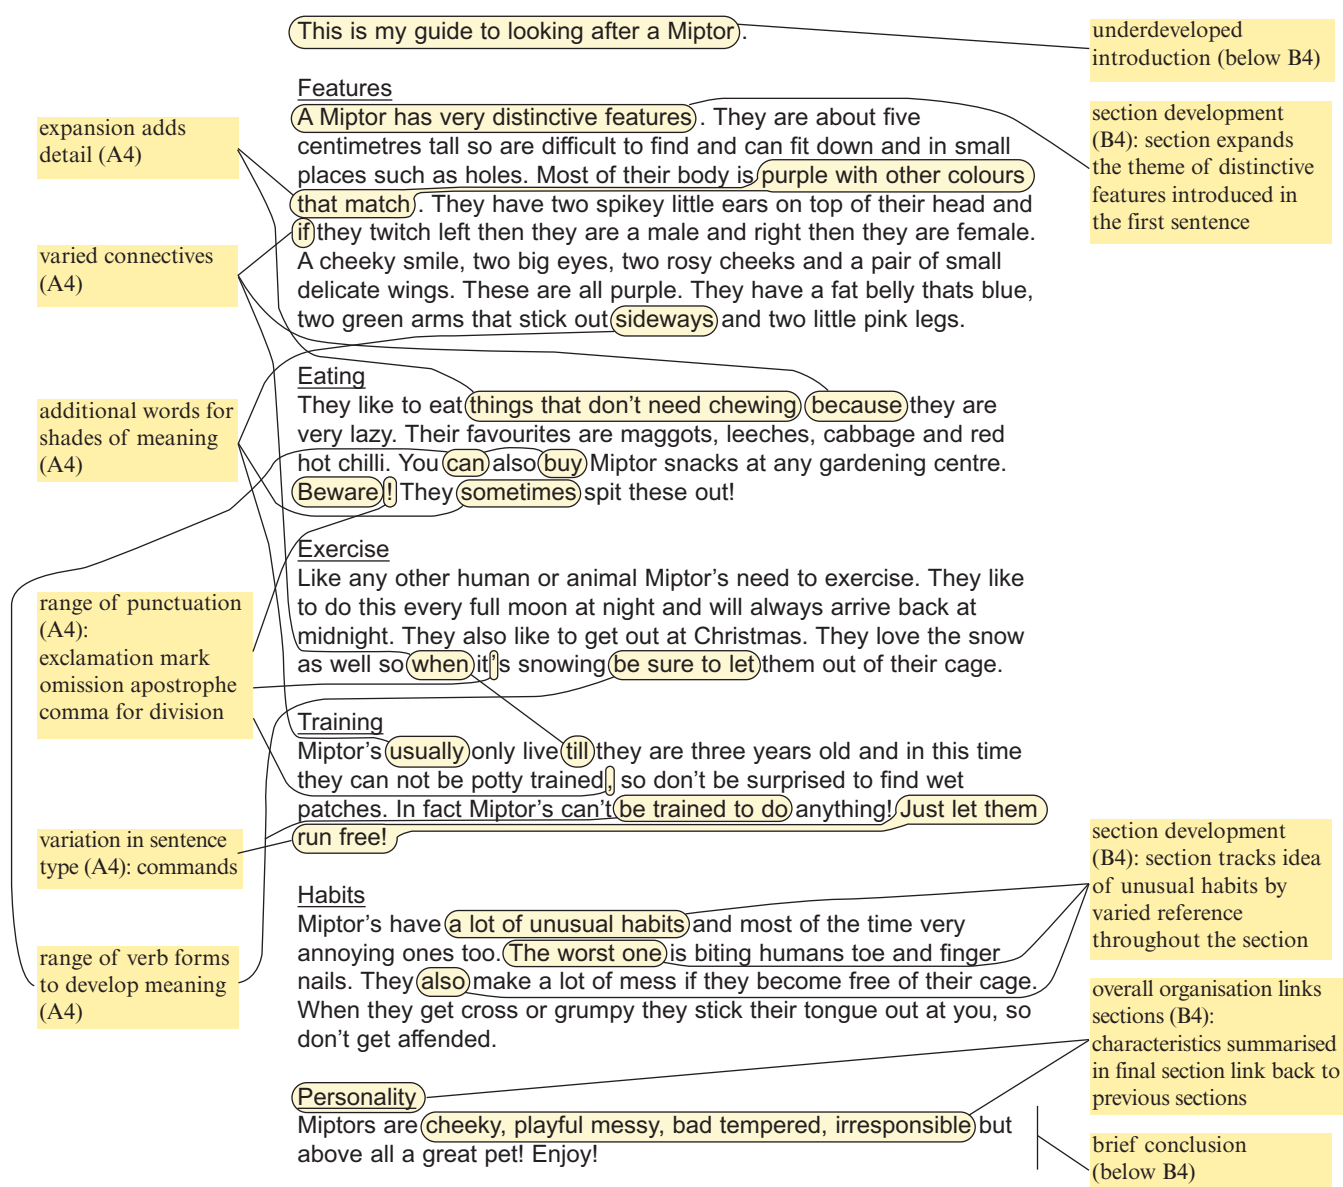 This is my guide to looking after a Miptor.
Features
A Miptor has very distinctive features. They are about five
centimetres tall so are difficult to find and can fit down and in small
places such as holes. Most of their body is purple with other colours
that match. They have two spikey little ears on top of their head and
if they twitch left then they are a male and right then they are female.
A cheeky smile, two big eyes, two rosy cheeks and a pair of small
delicate wings. These are all purple. They have a fat belly thats blue,
two green arms that stick out sideways and two little pink legs.
Eating
They like to eat things that don't need chewing because they are
very lazy. Their favourites are maggots, leeches, cabbage and red
hot chilli. You can also buy Miptor snacks at any gardening centre.
Beware! They sometimes spit these out!
Exercise
Like any other human or animal Miptor's need to exercise. They like
to do this every full moon at night and will always arrive back at
midnight. They also like to get out at Christmas. They love the snow
as well so when it's snowing be sure to let them out of their cage.
Training
Miptor's usually only live till they are three years old and in this time
they can not be potty trained, so don't be surprised to find wet
patches. In fact Miptor's can't be trained to do anything! Just let them
run free!
Habits
Miptor's have a lot of unusual habits and most of the time very
annoying ones too. The worst one is biting humans toe and finger
nails. They also make a lot of mess if they become free of their cage.
When they get cross or grumpy they stick their tongue out at you, so
don't get affended.
Personality
Miptors are cheeky, playful messy, bad tempered, irresponsible but
above all a great pet! Enjoy!
expansion adds
detail (A4)
varied connectives
(A4)
additional words for
shades of meaning
(A4)
range of punctuation
(A4):
exclamation mark
omission apostrophe
comma for division
variation in sentence
type (A4): commands
range of verb forms
to develop meaning
(A4)
underdeveloped
introduction (below B4)
section development
(B4): section expands
the theme of distinctive
features introduced in
the first sentence
section development
(B4): section tracks idea
of unusual habits by
varied reference
throughout the section
overall organisation links
sections (B4):
characteristics summarised
in final section link back to
previous sections
brief conclusion
(below B4)